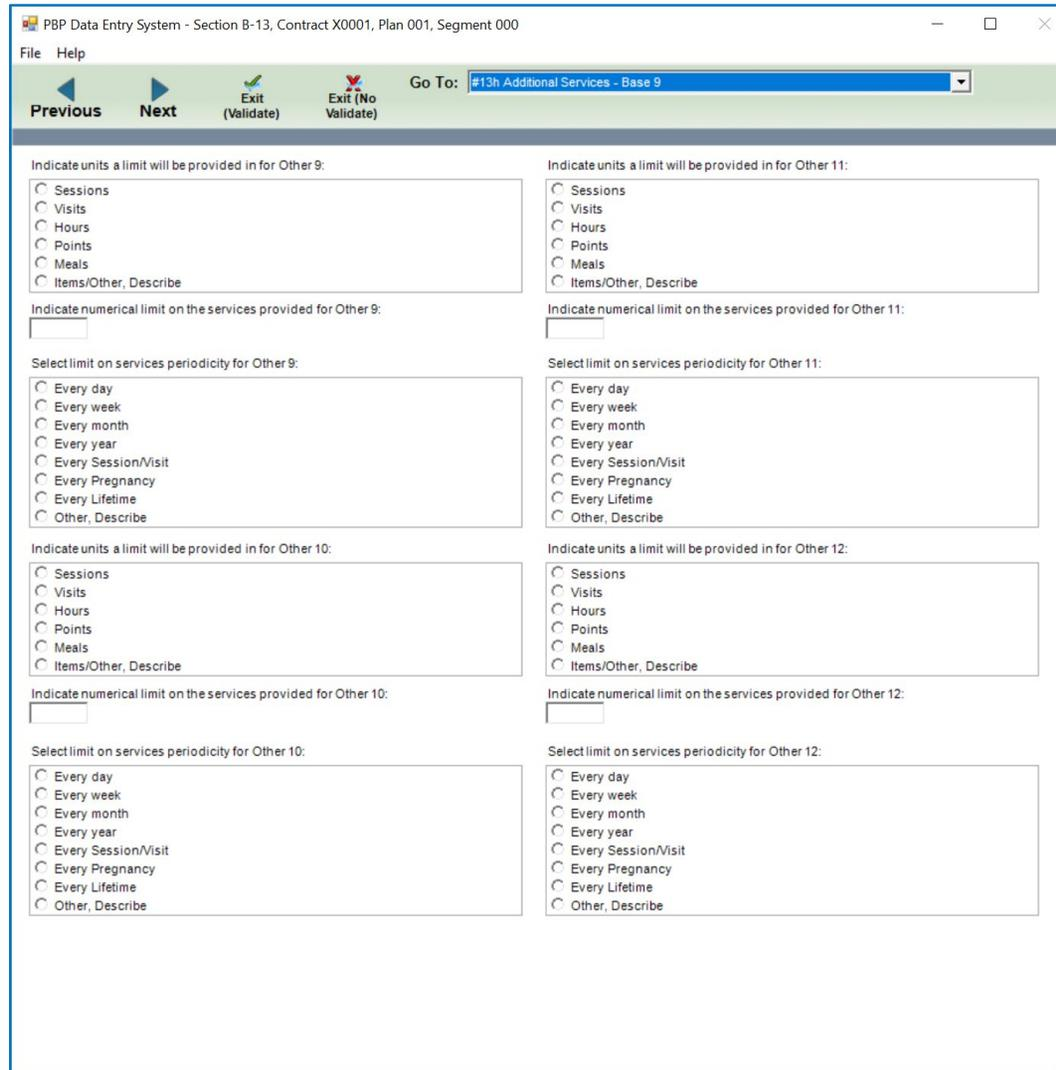 PBP Data Entry System - Section B-13, Contract X0001, Plan 001, Segment 000
File Help
Previous
Next
Exit (Validate)
Exit (No Validate)
Go To: #13h Additional Services - Base 9
Indicate units a limit will be provided in for Other 9:
Sessions
Visits
Hours
Points
Meals
Items/Other, Describe
Indicate numerical limit on the services provided for Other 9:
Select limit on services periodicity for Other 9:
Every day
Every week
Every month
Every year
Every Session/Visit
Every Pregnancy
Every Lifetime
Other, Describe
Indicate units a limit will be provided in for Other 10:
Sessions
Visits
Hours
Points
Meals
Items/Other, Describe
Indicate numerical limit on the services provided for Other 10:
Select limit on services periodicity for Other 10:
Every day
Every week
Every month
Every year
Every Session/Visit
Every Pregnancy
Every Lifetime
Other, Describe
Indicate units a limit will be provided in for Other 11:
Sessions
Visits
Hours
Points
Meals
Items/Other, Describe
Indicate numerical limit on the services provided for Other 11:
Select limit on services periodicity for Other 11:
Every day
Every week
Every month
Every year
Every Session/Visit
Every Pregnancy
Every Lifetime
Other, Describe
Indicate units a limit will be provided in for Other 12:
Sessions
Visits
Hours
Points
Meals
Items/Other, Describe
Indicate numerical limit on the services provided for Other 12:
Select limit on services periodicity for Other 12:
Every day
Every week
Every month
Every year
Every Session/Visit
Every Pregnancy
Every Lifetime
Other, Describe